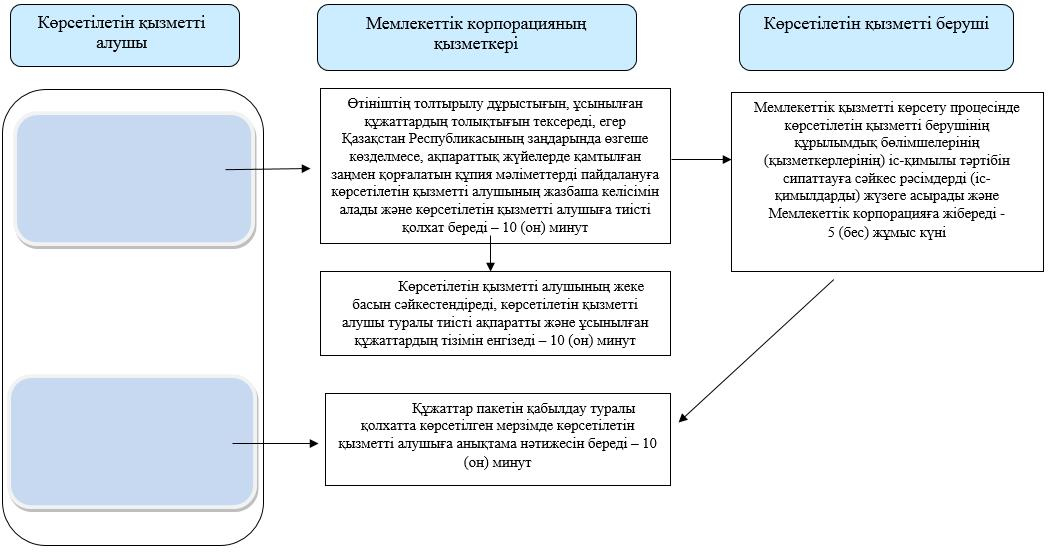 Көрсетілетін қызметті
алушы
Мемлекеттік корпорацияның
қызметкері
Көрсетілетін қызметті беруші
Өтініштің толтырылу дұрыстығын, ұсынылған
құжаттардың толықтығын тексереді, егер
Қазақстан Республикасының заңдарында өзгеше
көзделмесе, ақпараттық жүйелерде қамтылған
заңмен қорғалатын құпия мәліметтерді пайдалануға
көрсетілетін қызметті алушының жазбаша келісімін
алады және көрсетілетін қызметті алушыға тиісті
қолхат береді – 10 (он) минут
Мемлекеттік қызметті көрсету процесінде
көрсетілетін қызметті берушінің
құрылымдық бөлімшелерінің
(қызметкерлерінің) іс-қимылы тәртібін
сипаттауға сәйкес рәсімдерді (іс-
қимылдарды) жүзеге асырады және
Мемлекеттік корпорацияға жібереді -
5 (бес) жұмыс күні
Көрсетілетін қызметті алушының жеке
басын сәйкестендіреді, көрсетілетін қызметті
алушы туралы тиісті ақпаратты және ұсынылған
құжаттардың тізімін енгізеді – 10 (он) минут
Құжаттар пакетін қабылдау туралы
қолхатта көрсетілген мерзімде көрсетілетін
қызметті алушыға анықтама нәтижесін береді – 10
(он) минут